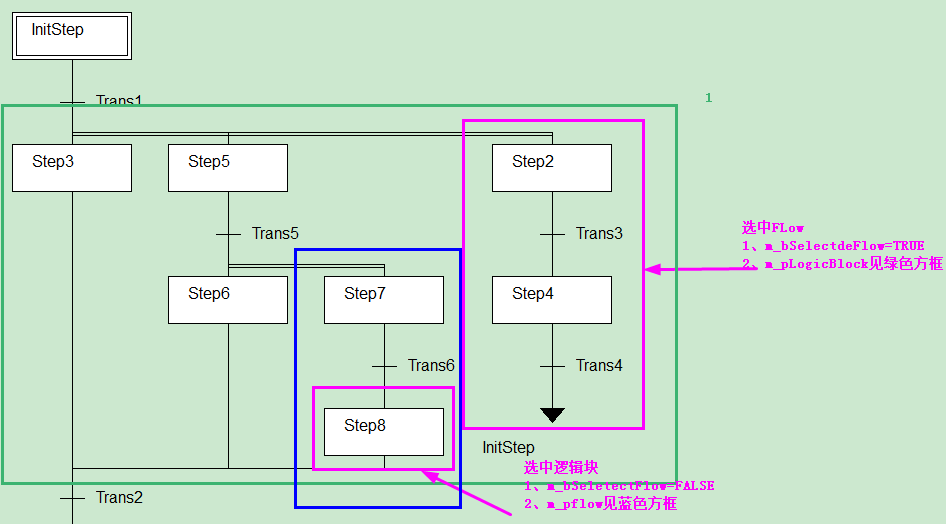 InitStep
Trans1
1
Step3
Step5
Step2
Trans5
Trans3
选中FLow
1、m_bSelectdeFlow=TRUE
2、m_pLogicBlock见绿色方框
Step6
Step7
Step4
Trans6
Trans4
Step8
InitStep
选中逻辑块
1、m_bSeletectFlow=FALSE
2、m_pflow见蓝色方框
Trans2